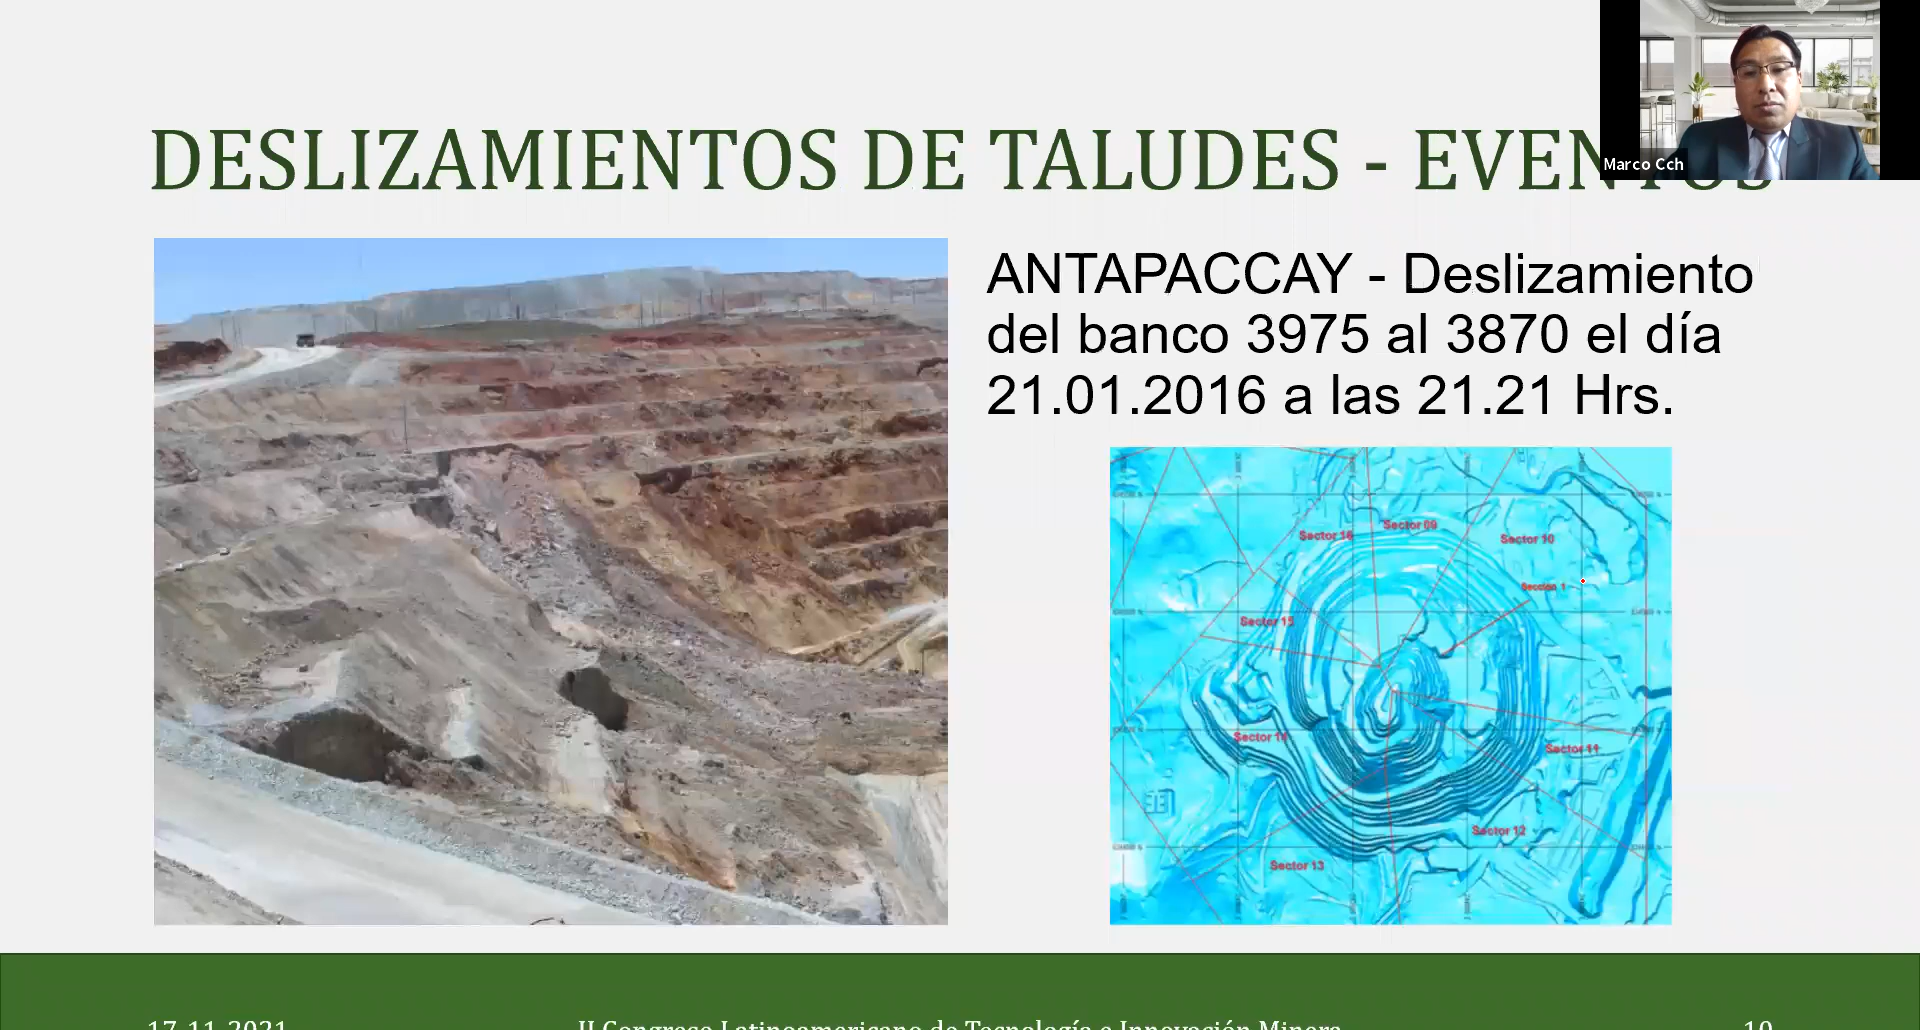 DESLIZAMIENTOS DE TALUDES - EVENTOS
Marco Cch
ANTAPACCAY - Deslizamiento
del banco 3975 al 3870 el día
21.01.2016 a las 21.21 Hrs.
Sector 09
Sector 16
Sector 10
Sección 1
Sector 15
Sector 14
Sector 11
Sector 12
Sector 13
17-11-2021
II Congreso Latinoamericano de Tecnología e Innovación Minera
10